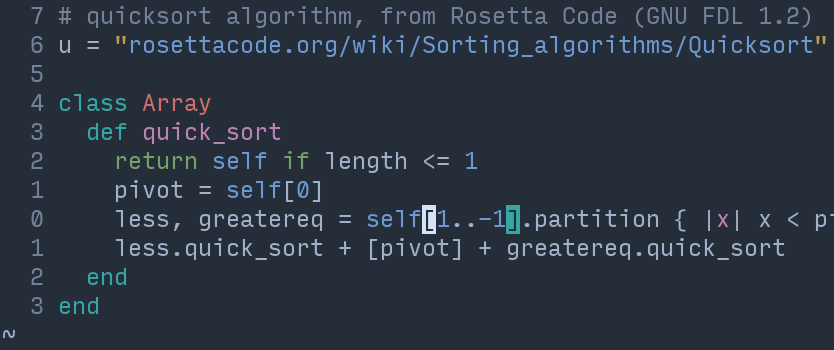 7 # quicksort algorithm, from Rosetta Code (GNU FDL 1.2)
6 u = "rosettacode.org/wiki/Sorting_algorithms/Quicksort"
5
4 class Array
3   def quick_sort
2     return self if length <= 1
1     pivot = self[0]
0     less, greatereq = self[1..-1].partition { |x| x < p
1     less.quick_sort + [pivot] + greatereq.quick_sort
2   end
3 end
~